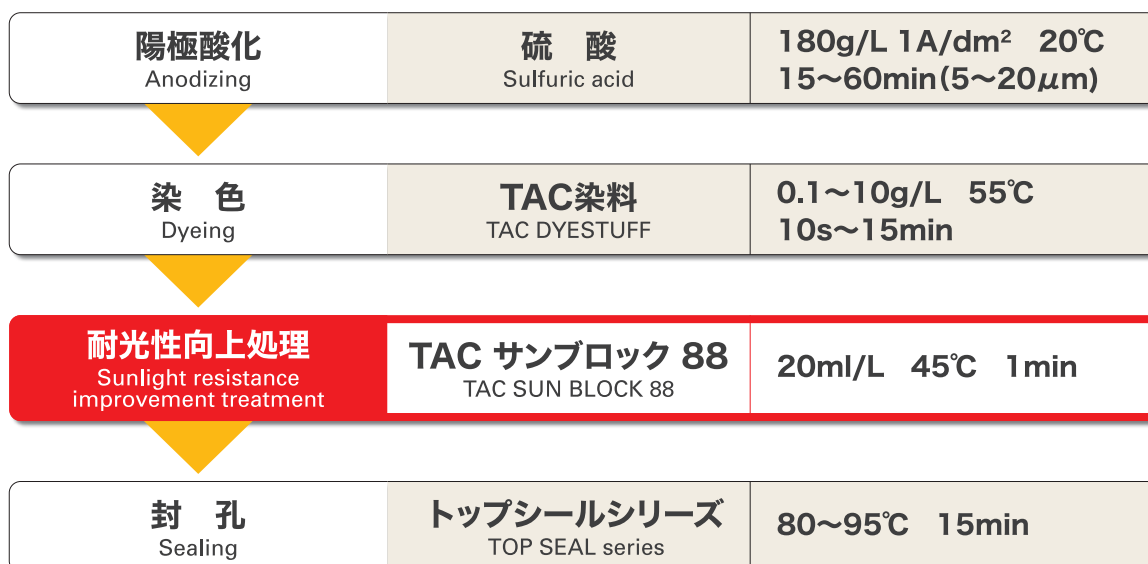 陽極酸化
Anodizing
硫 酸
Sulfuric acid
180g/L 1A/dm² 20℃
15〜60min(5〜20μm)
染 色
Dyeing
TAC染料
TAC DYESTUFF
0.1〜10g/L 55℃
10s〜15min
耐光性向上処理
Sunlight resistance
improvement treatment
TAC サンブロック 88
TAC SUN BLOCK 88
20ml/L 45℃ 1min
封 孔
Sealing
トップシールシリーズ
TOP SEAL series
80〜95℃ 15min